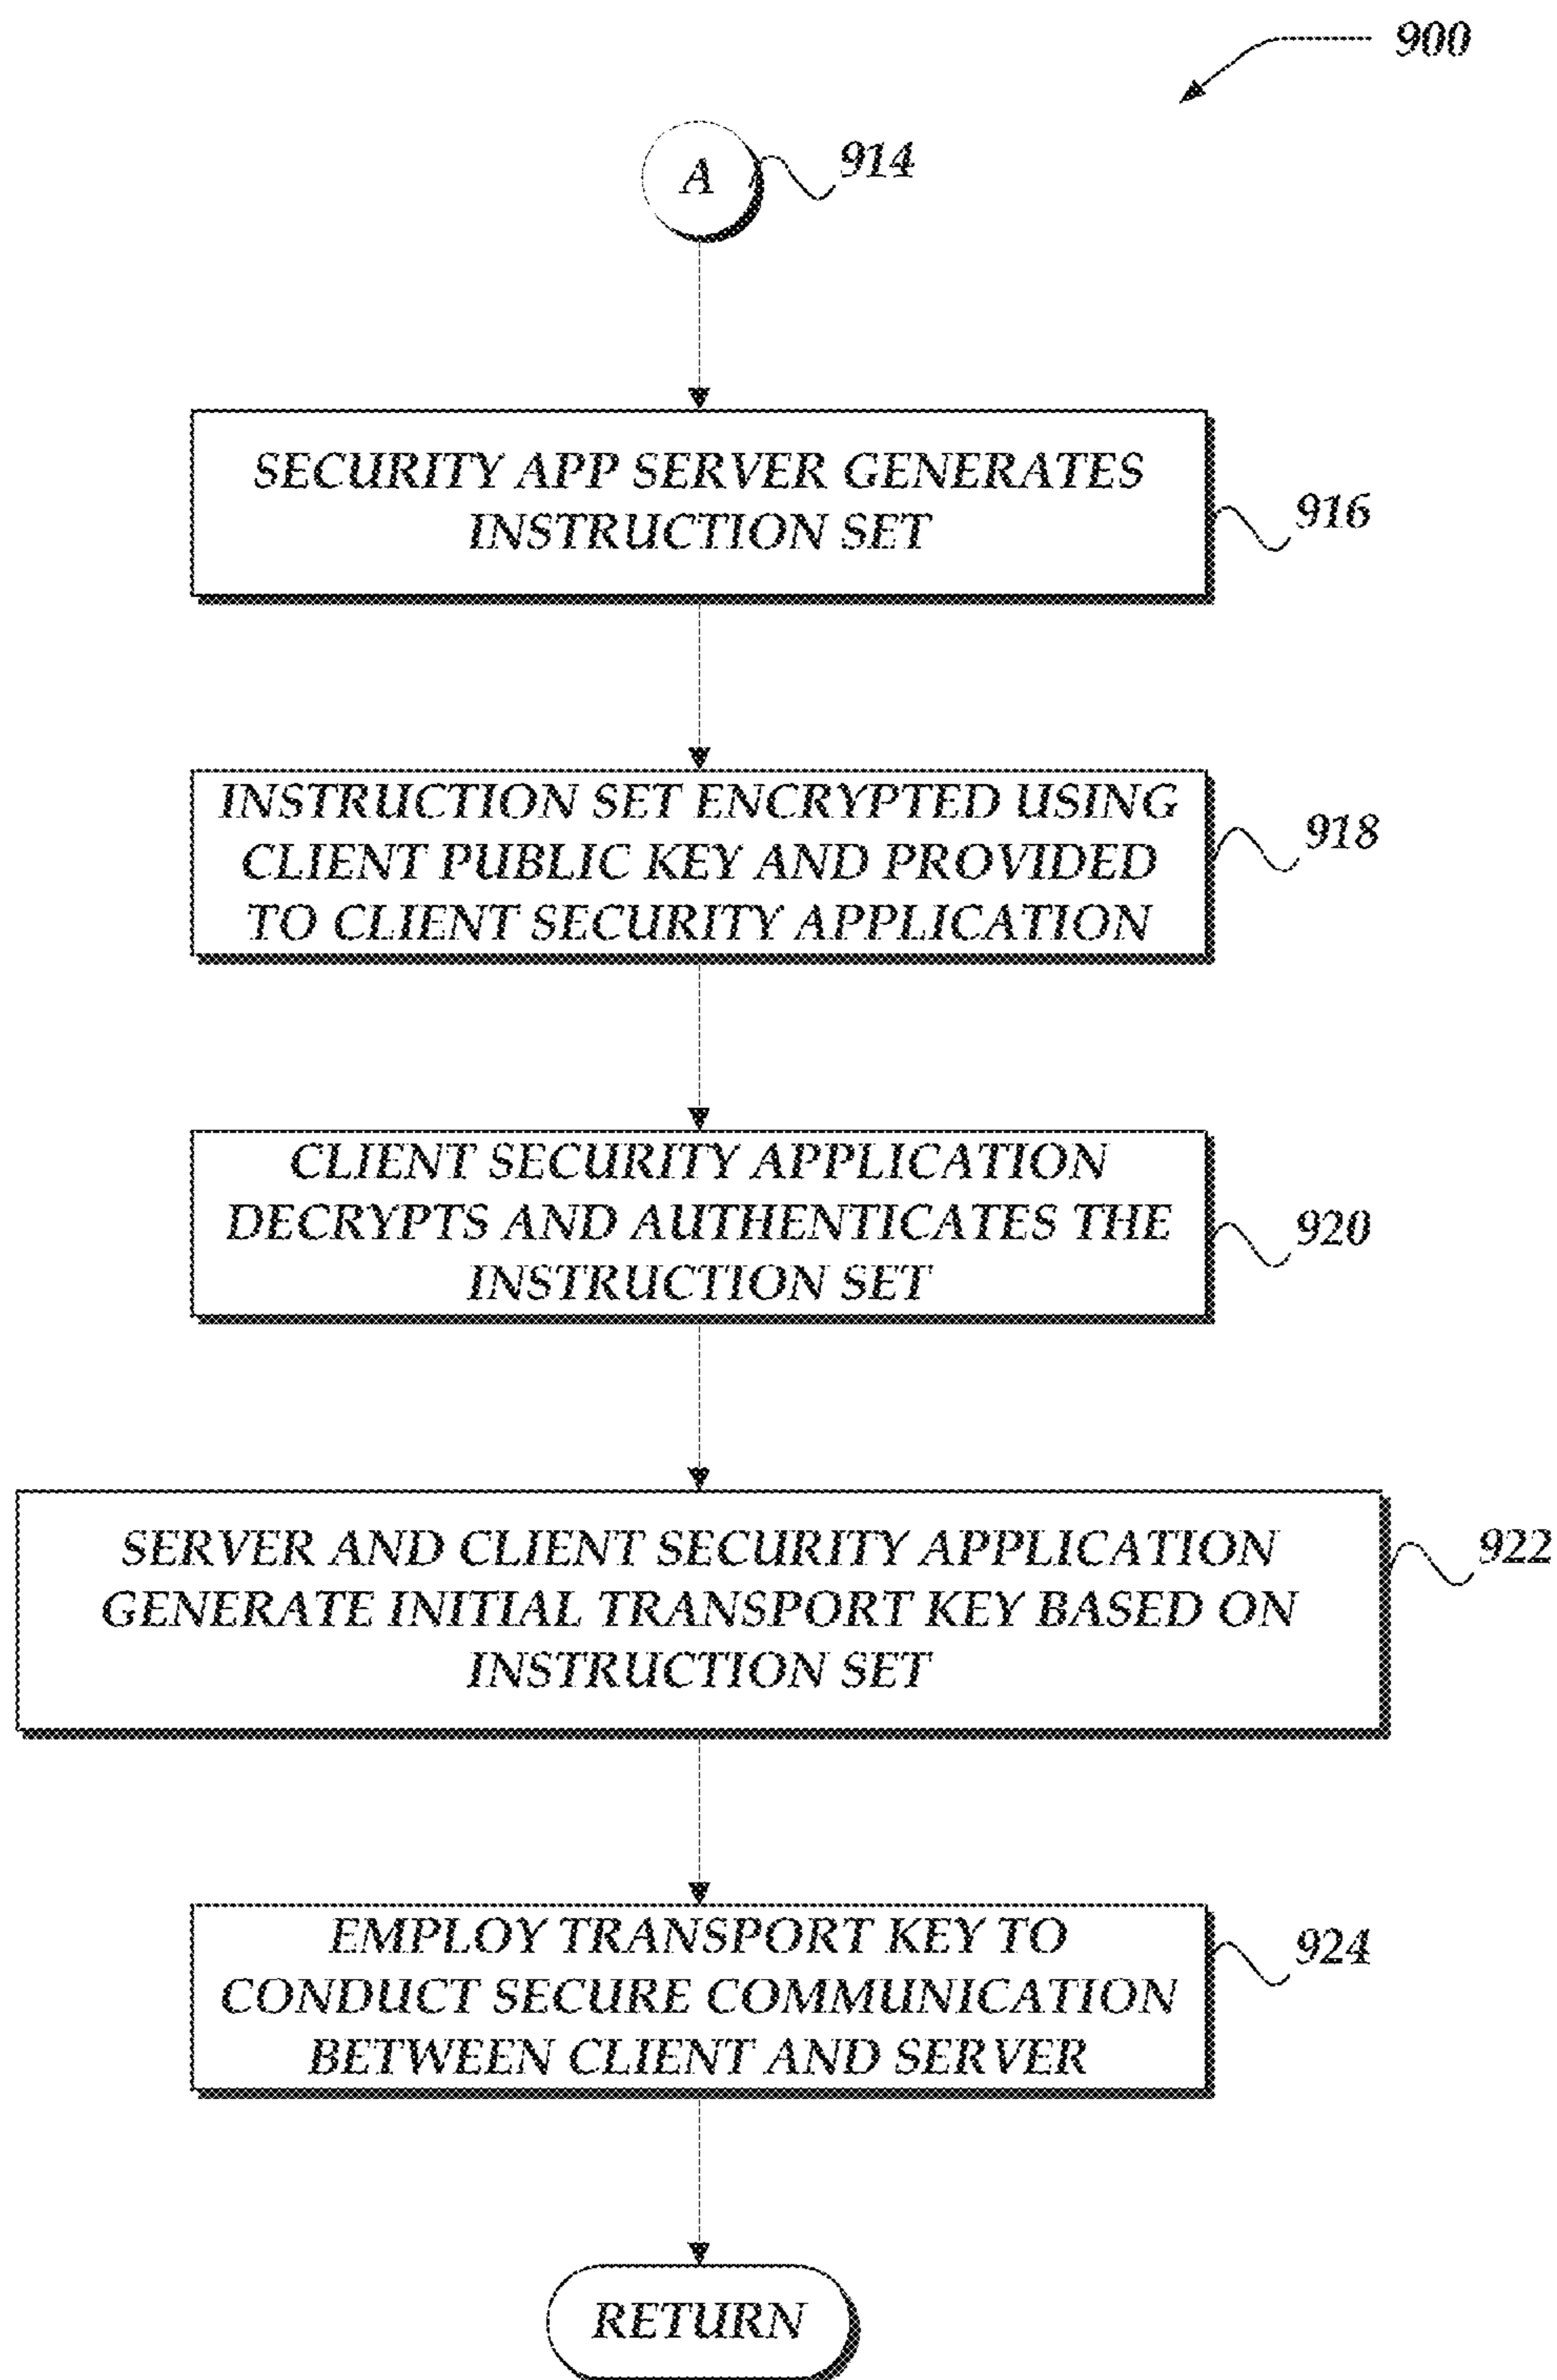 900
A
914
SECURITY APP SERVER GENERATES
INSTRUCTION SET
916
INSTRUCTION SET ENCRYPTED USING
CLIENT PUBLIC KEY AND PROVIDED
TO CLIENT SECURITY APPLICATION
918
CLIENT SECURITY APPLICATION
DECRYPTS AND AUTHENTICATES THE
INSTRUCTION SET
920
SERVER AND CLIENT SECURITY APPLICATION
GENERATE INITIAL TRANSPORT KEY BASED ON
INSTRUCTION SET
922
EMPLOY TRANSPORT KEY TO
CONDUCT SECURE COMMUNICATION
BETWEEN CLIENT AND SERVER
924
RETURN